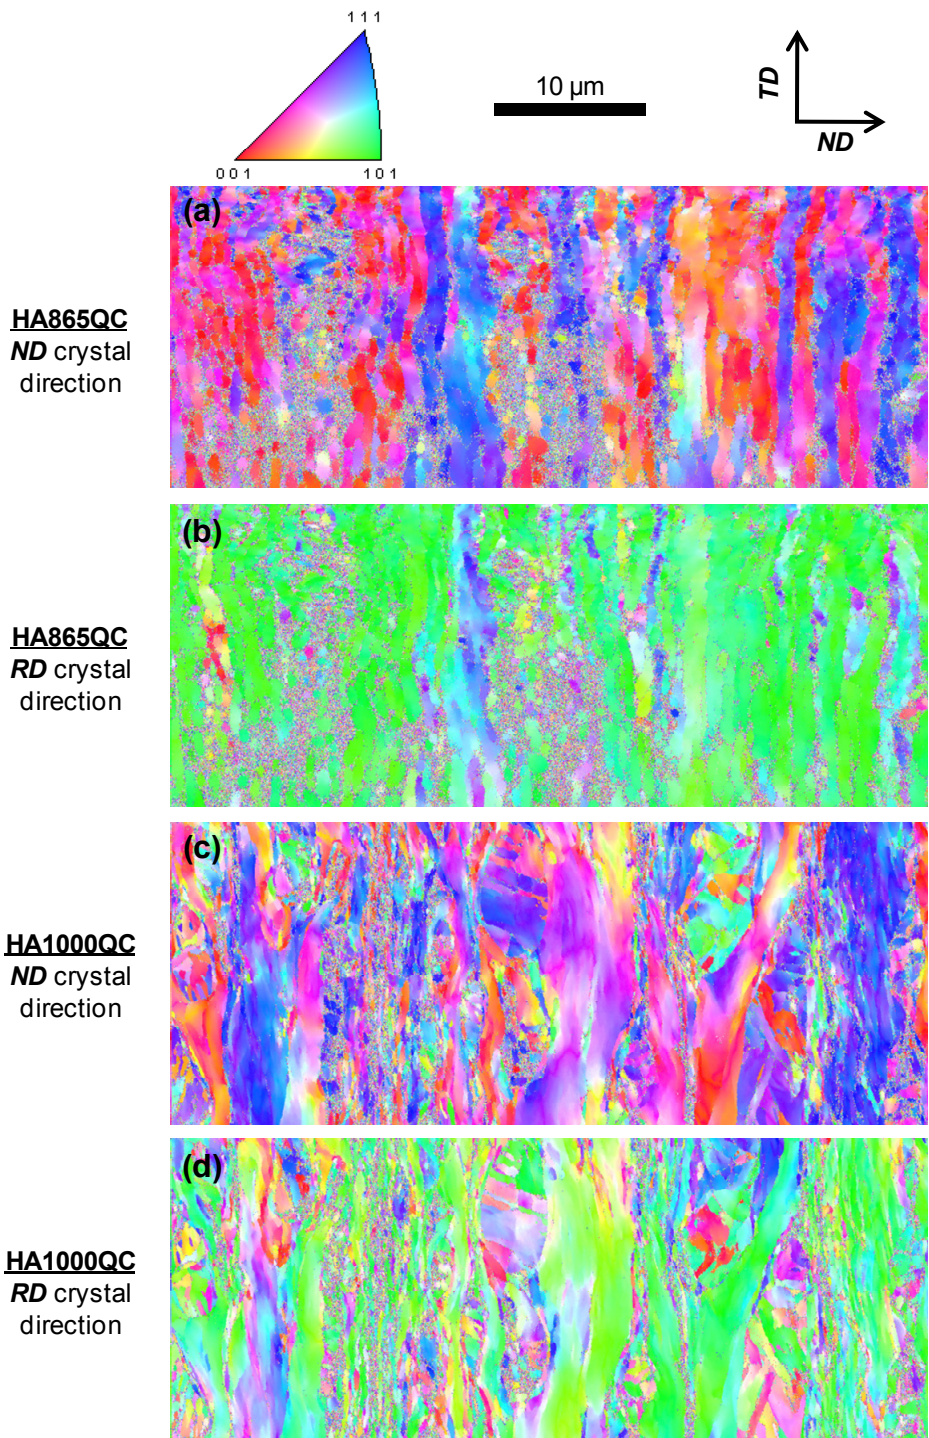 1 1 1
0 0 1
1 0 1
10 µm
TD
ND
(a)
HA865QC
ND crystal
direction
(b)
HA865QC
RD crystal
direction
(c)
HA1000QC
ND crystal
direction
(d)
HA1000QC
RD crystal
direction